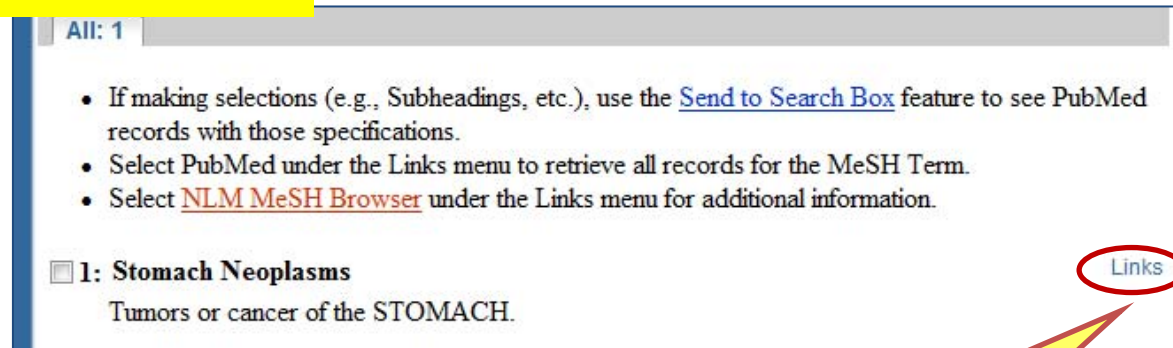 All: 1
• If making selections (e.g., Subheadings, etc.), use the Send to Search Box feature to see PubMed
records with those specifications.
• Select PubMed under the Links menu to retrieve all records for the MeSH Term.
• Select NLM MeSH Browser under the Links menu for additional information.
1: Stomach Neoplasms
Links
Tumors or cancer of the STOMACH.